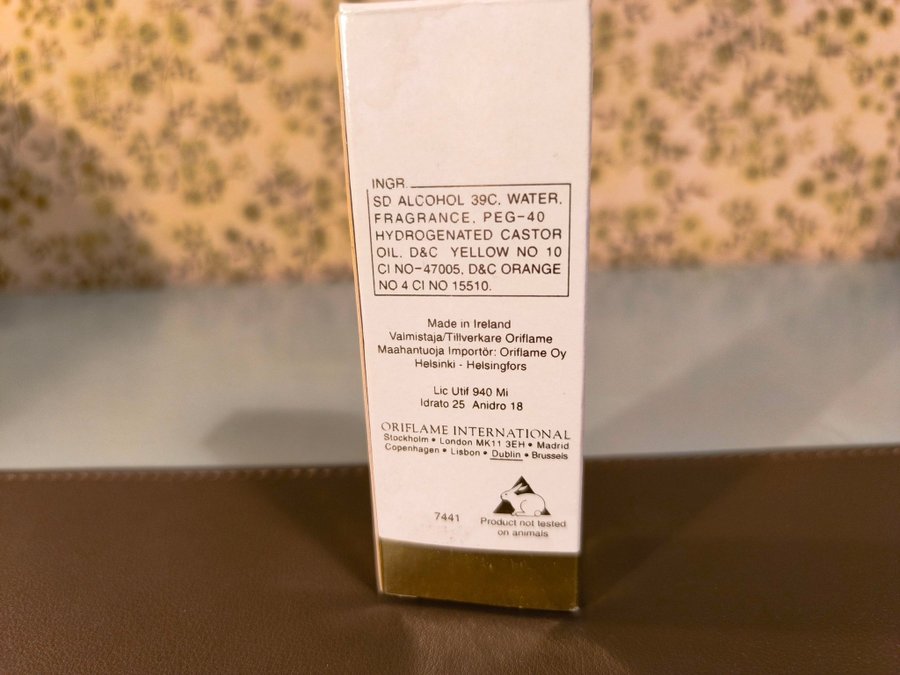 INGR.
SD ALCOHOL 39C, WATER,
FRAGRANCE, PEG-40
HYDROGENATED CASTOR
OIL, D&C YELLOW NO 10
CI NO-47005, D&C ORANGE
NO 4 CI NO 15510.
Made in Ireland
Valmistaja/Tillverkare Oriflame
Maahantuoja Importör: Oriflame Oy
Helsinki - Helsingfors
Lic Utif 940 Mi
Idrato 25 Anidro 18
ORIFLAME INTERNATIONAL
Stockholm • London MK11 3EH • Madrid
Copenhagen • Lisbon • Dublin • Brussels
7441
Product not tested
on animals